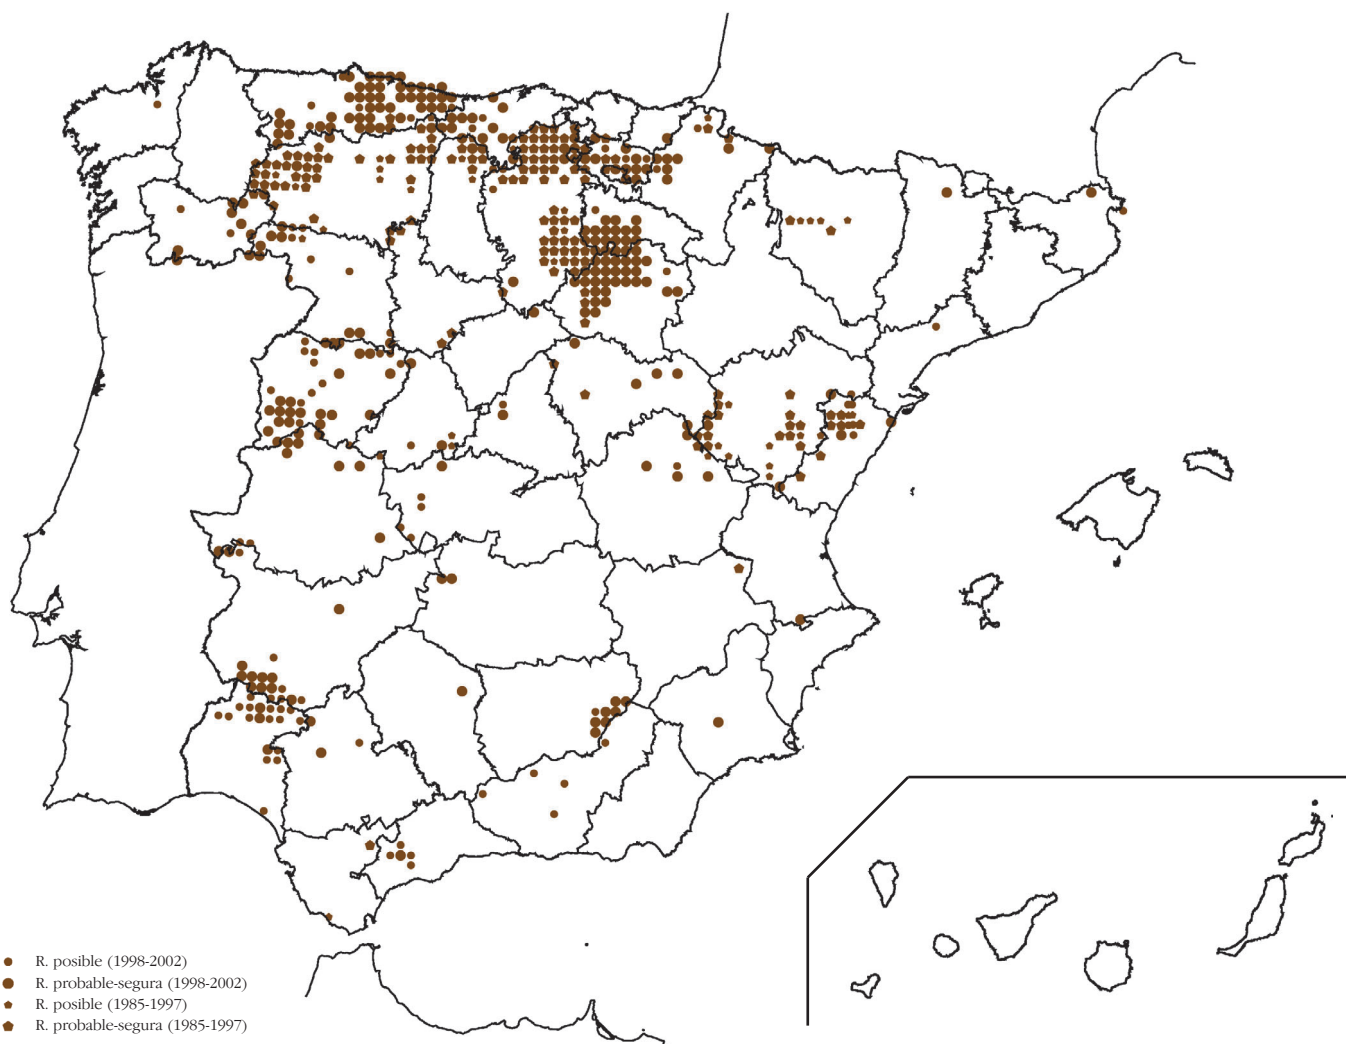 R. posible (1998-2002)
R. probable-segura (1998-2002)
R. posible (1985-1997)
R. probable-segura (1985-1997)